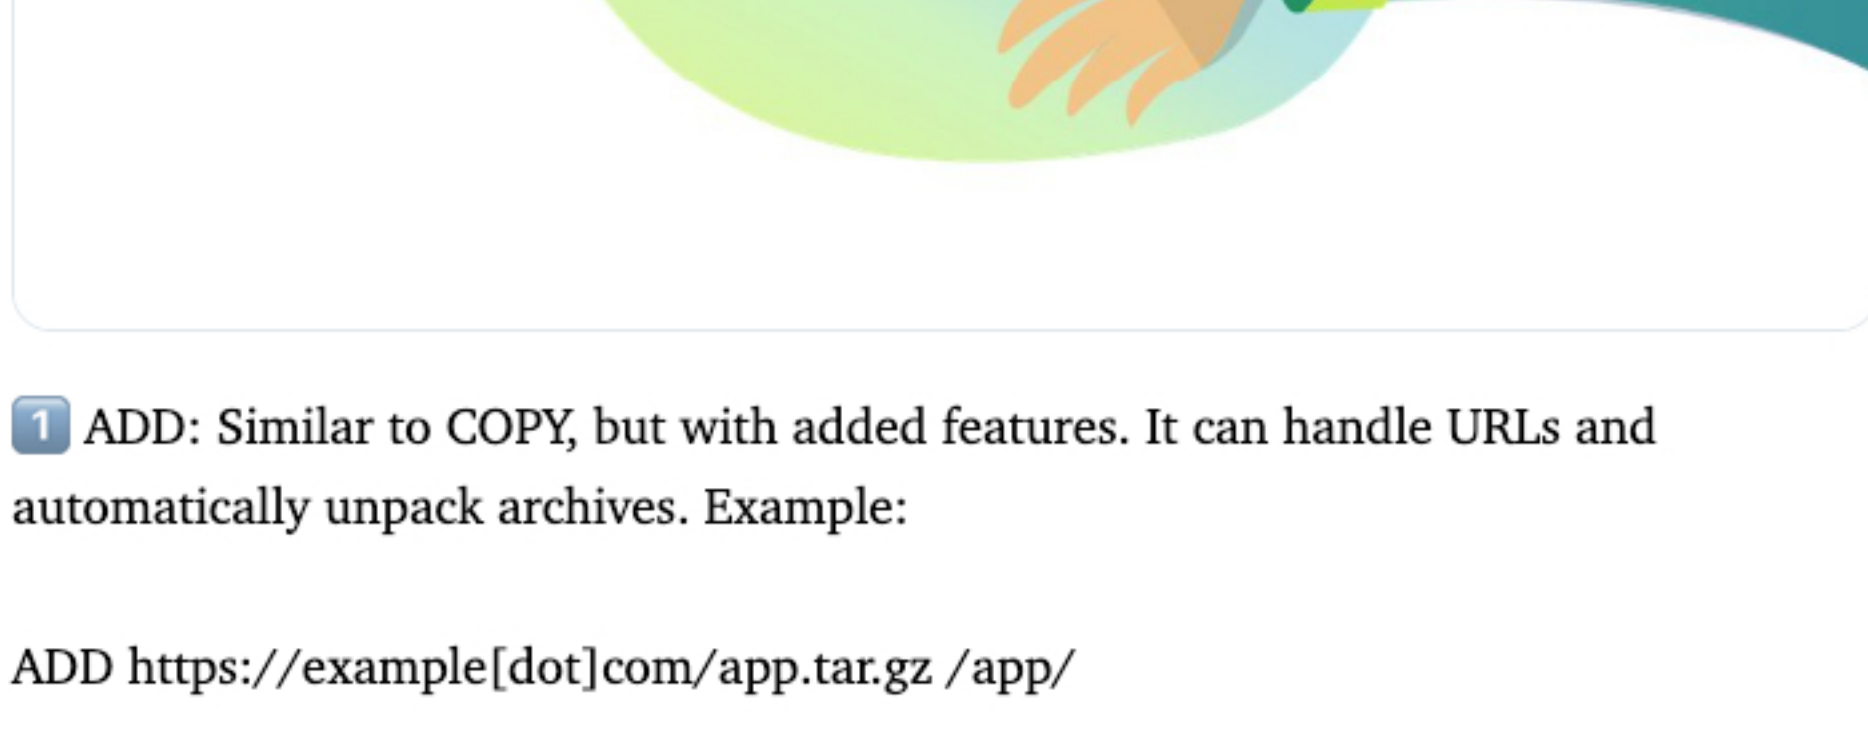 1️⃣ ADD: Similar to COPY, but with added features. It can handle URLs and
automatically unpack archives. Example:
ADD https://example[dot]com/app.tar.gz /app/